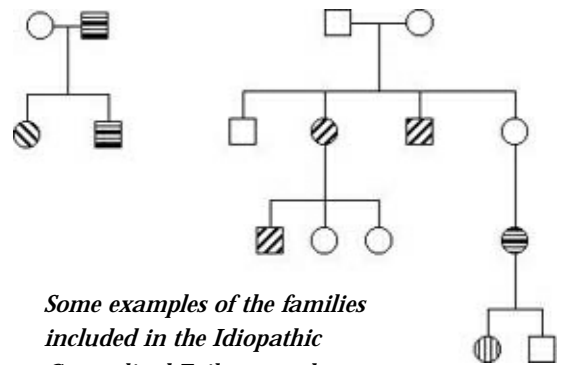 Some examples of the families
included in the Idiopathic